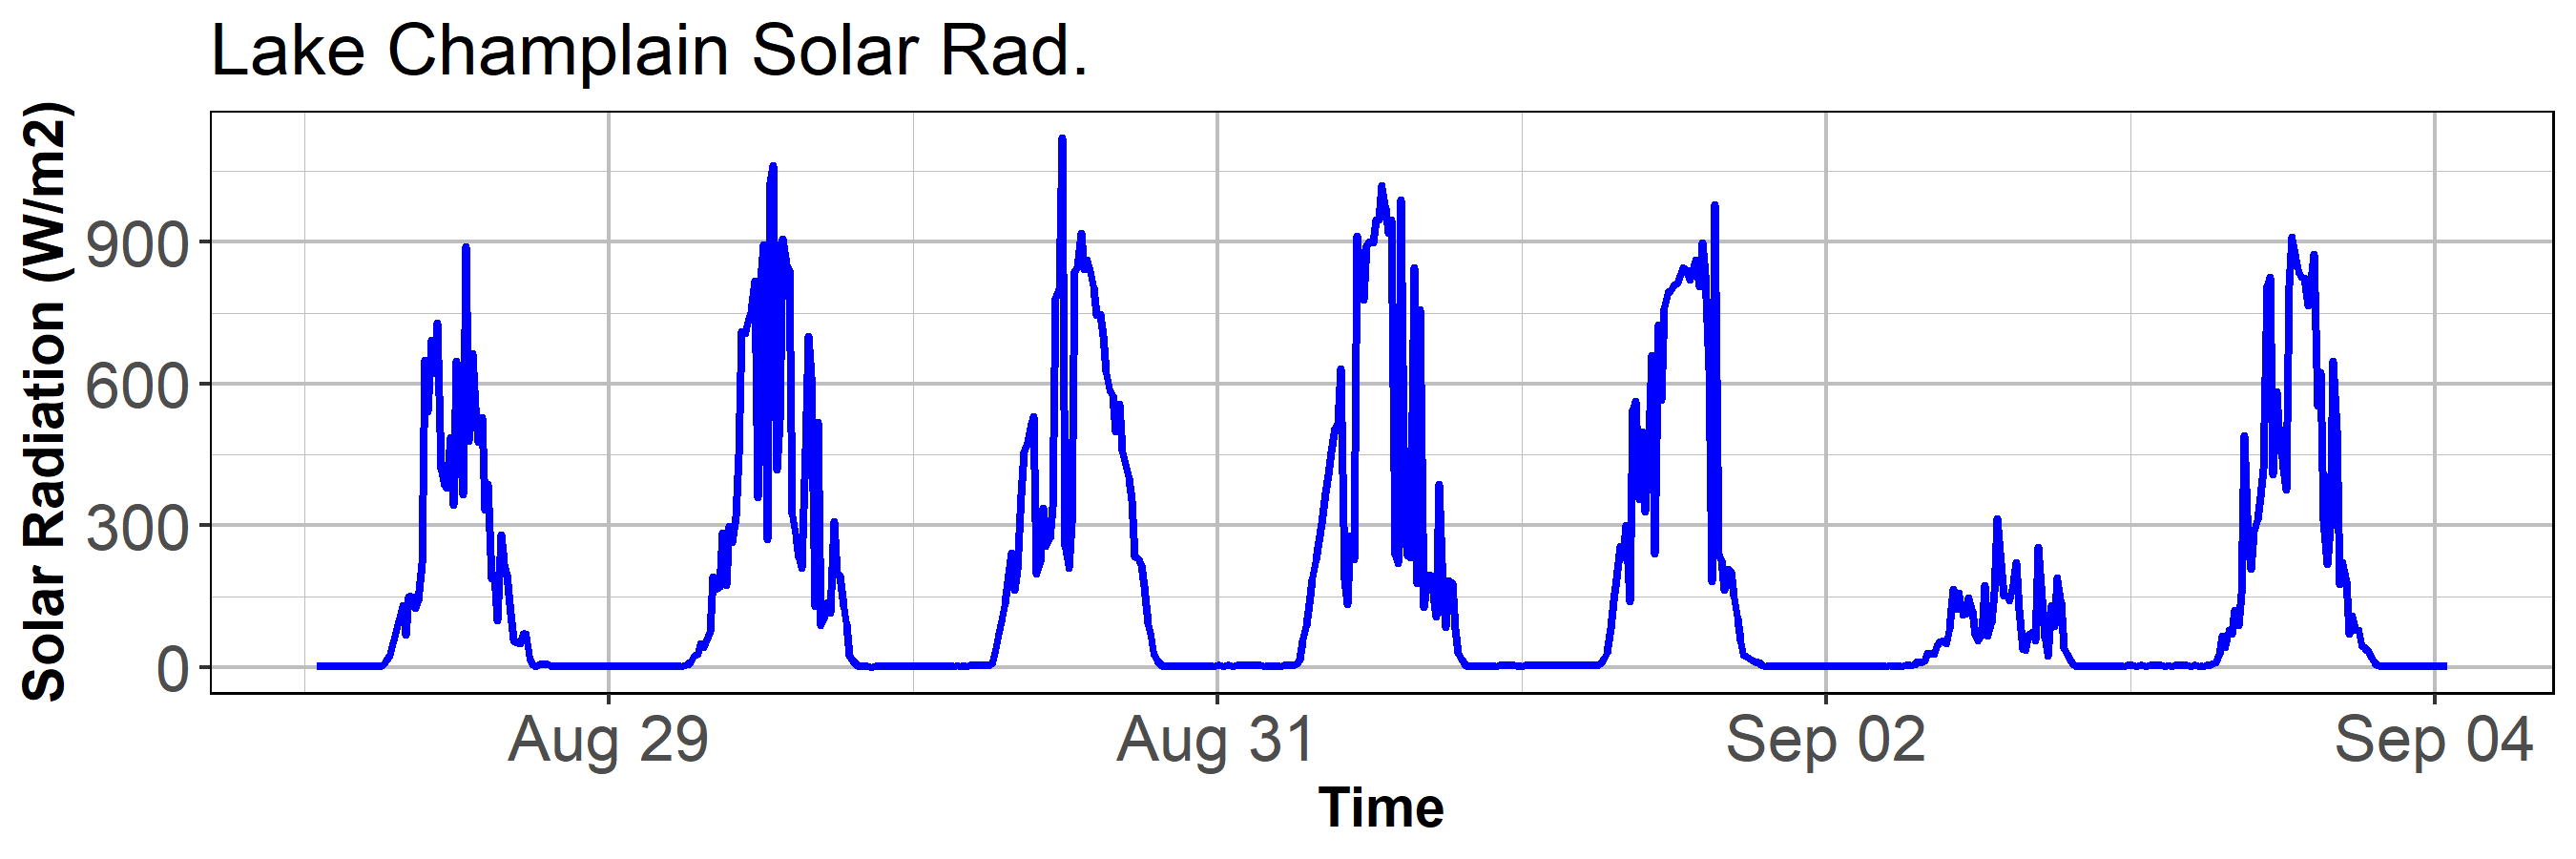 Lake Champlain Solar Rad.
Solar Radiation (W/m2)
900
600
300
0
Aug 29 Aug 31 Sep 02 Sep 04
Time